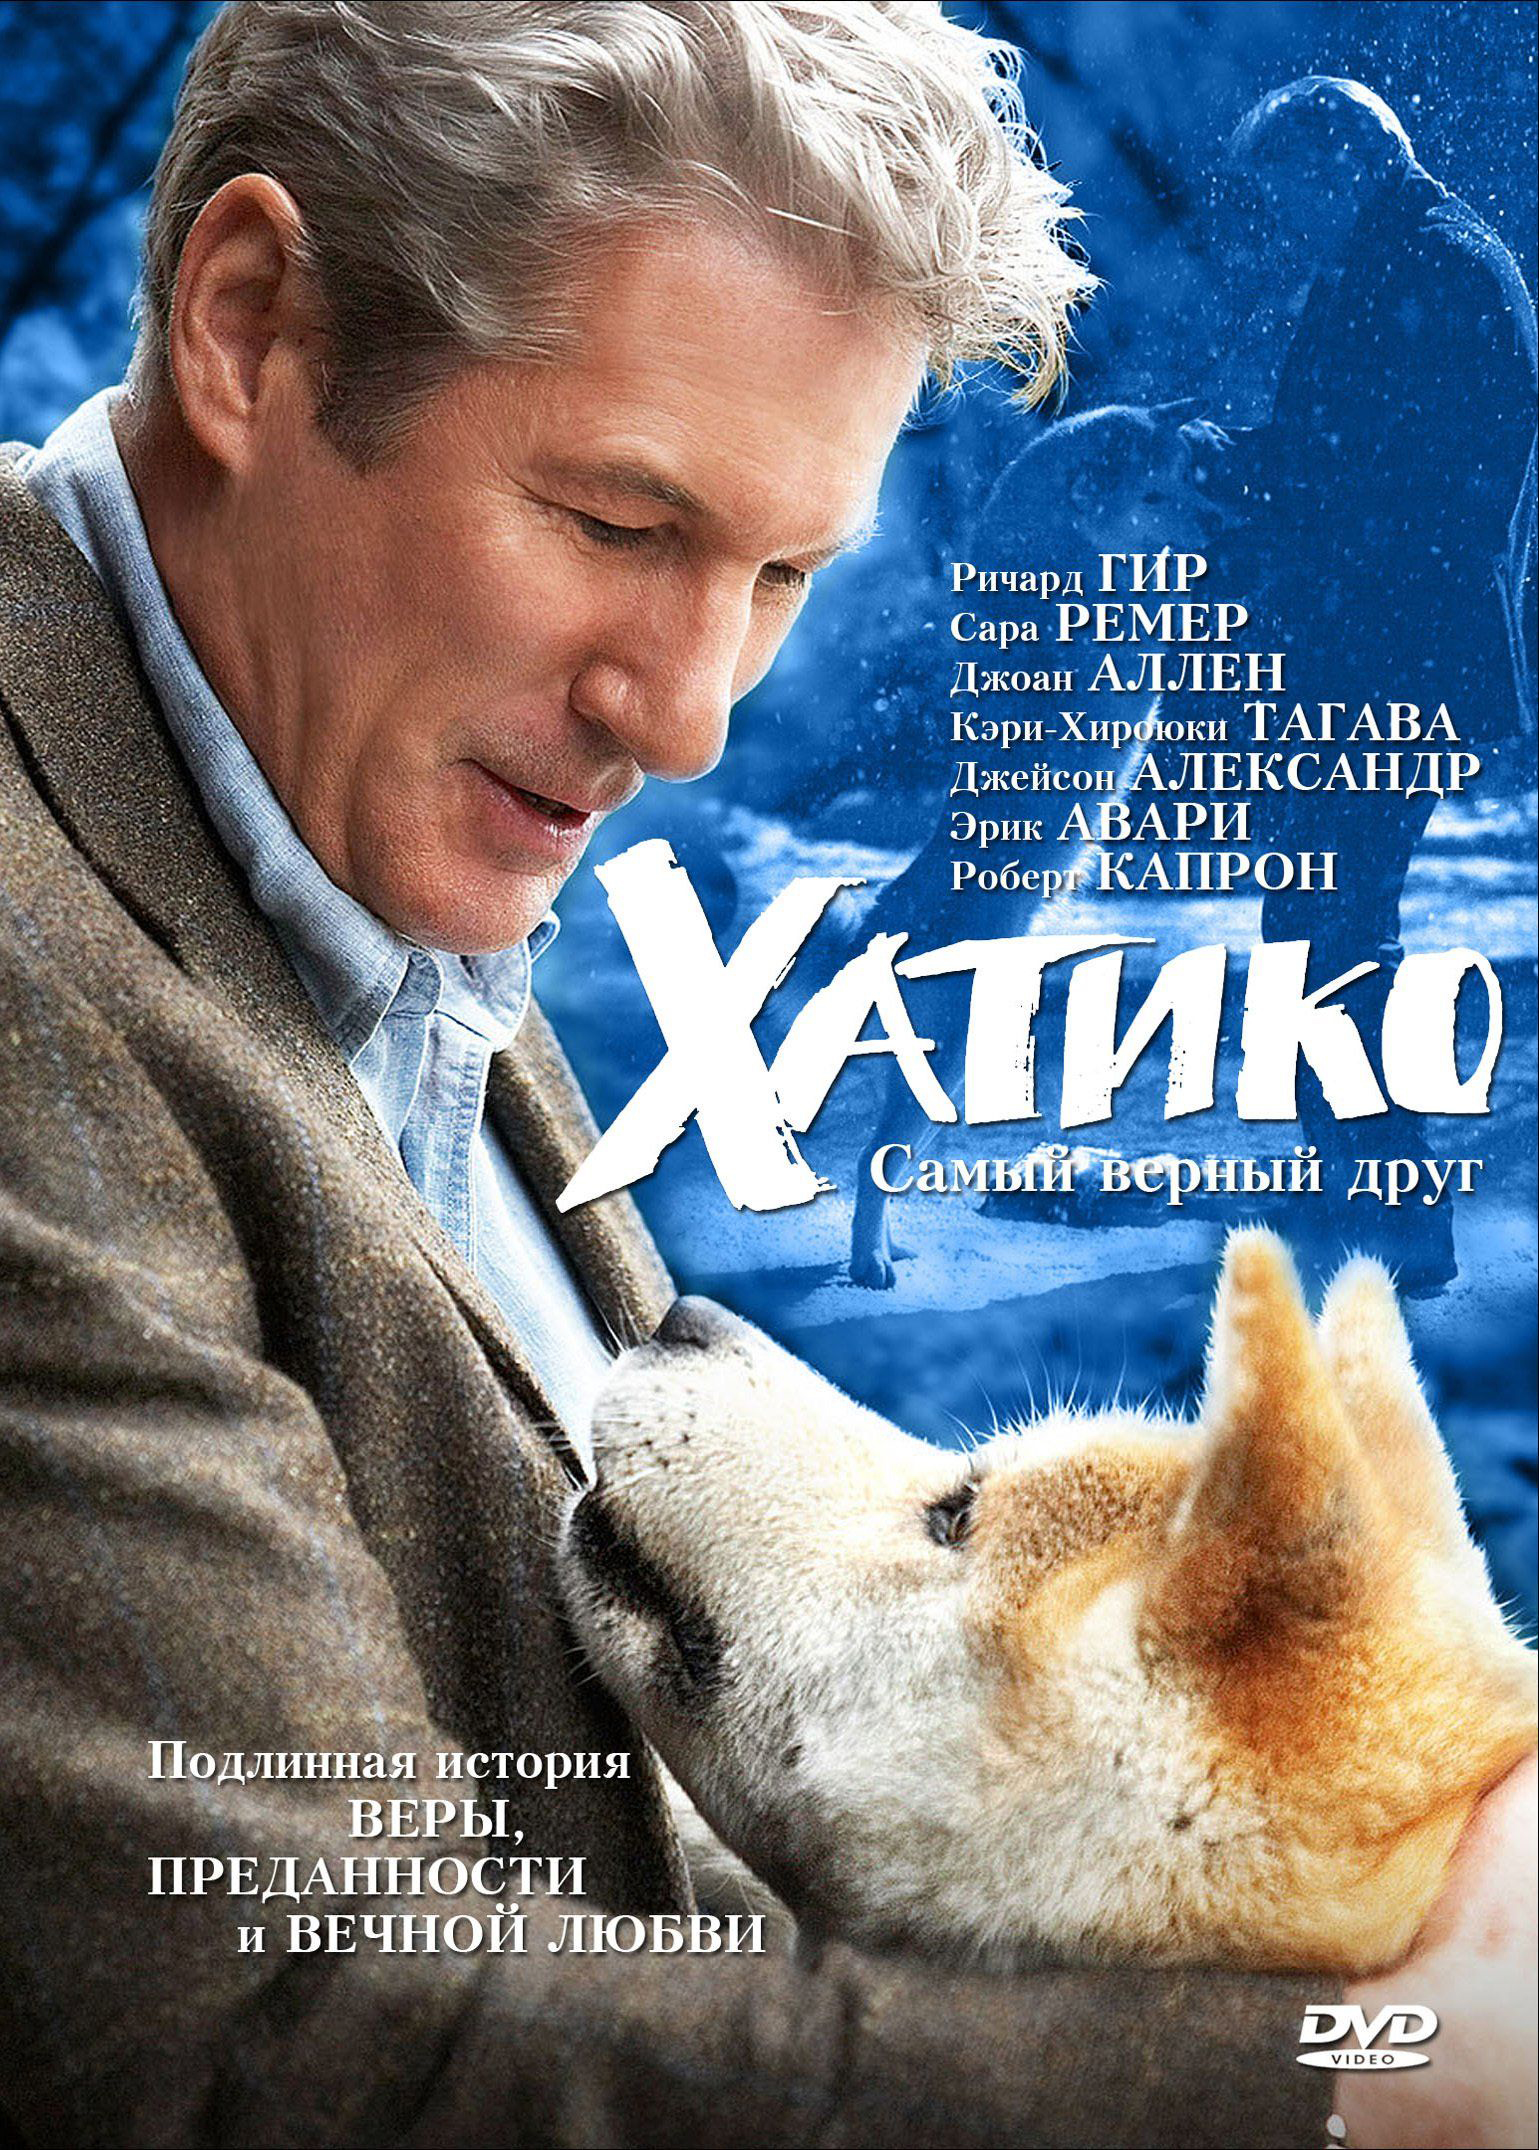 Ричард ГИР
Сара РЕМЕР
Джоан АЛЛЕН
Кэри-Хироюки ТАГАВА
Джейсон АЛЕКСАНДР
Эрик АВАРИ
Роберт КАПРОН
ХАТИКО
Самый верный друг
Подлинная история
ВЕРЫ,
ПРЕДАННОСТИ
и ВЕЧНОЙ ЛЮБВИ
DVD
VIDEO